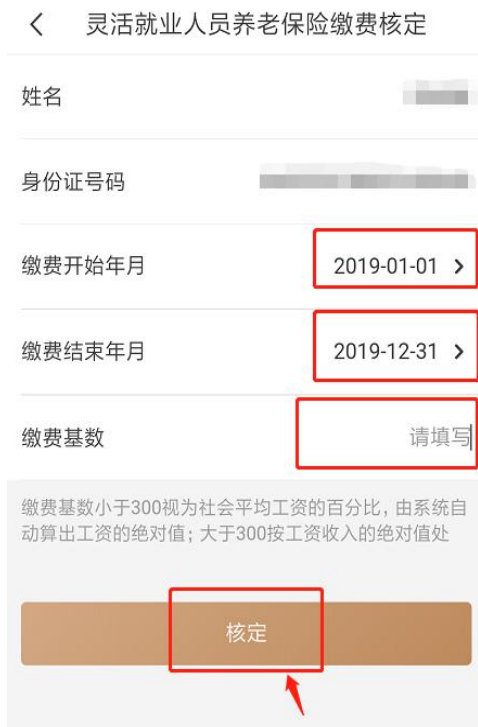 灵活就业人员养老保险缴费核定
姓名
身份证号码
缴费开始年月 2019-01-01
缴费结束年月 2019-12-31
缴费基数 请填写
缴费基数小于300视为社会平均工资的百分比，由系统自
动算出工资的绝对值；大于300按工资收入的绝对值处
核定